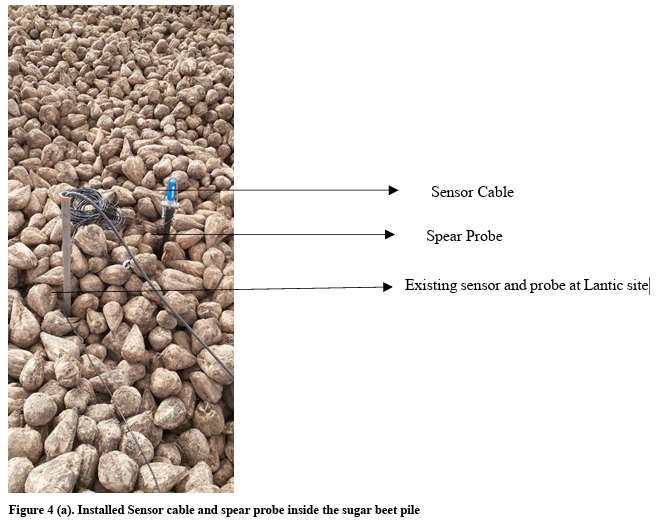 Sensor Cable
Spear Probe
Existing sensor and probe at Lantic site
Figure 4 (a). Installed Sensor cable and spear probe inside the sugar beet pile